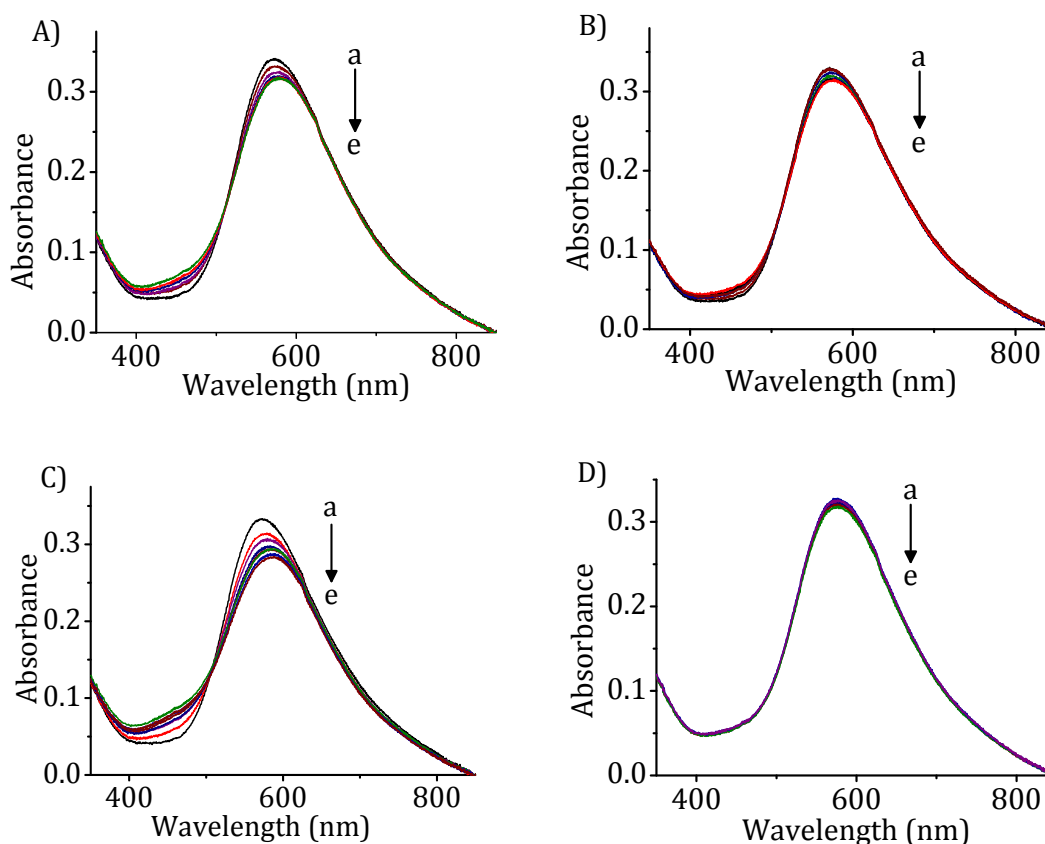 A)
a
e
Absorbance
0.3
0.2
0.1
0.0
400 600 800
Wavelength (nm)
B)
a
e
Absorbance
0.3
0.2
0.1
0.0
400 600 800
Wavelength (nm)
C)
a
e
Absorbance
0.3
0.2
0.1
0.0
400 600 800
Wavelength (nm)
D)
a
e
Absorbance
0.3
0.2
0.1
0.0
400 600 800
Wavelength (nm)